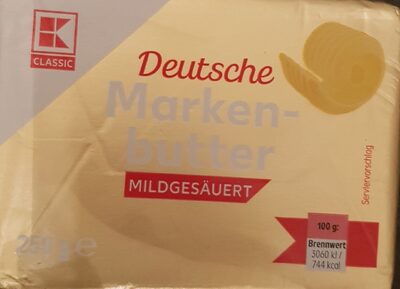 K
CLASSIC
Deutsche
Marken-
butter
MILDGESÄUERT
Serviervorschlag
250 g e
100 g:
Brennwert
3060 kJ/
744 kcal